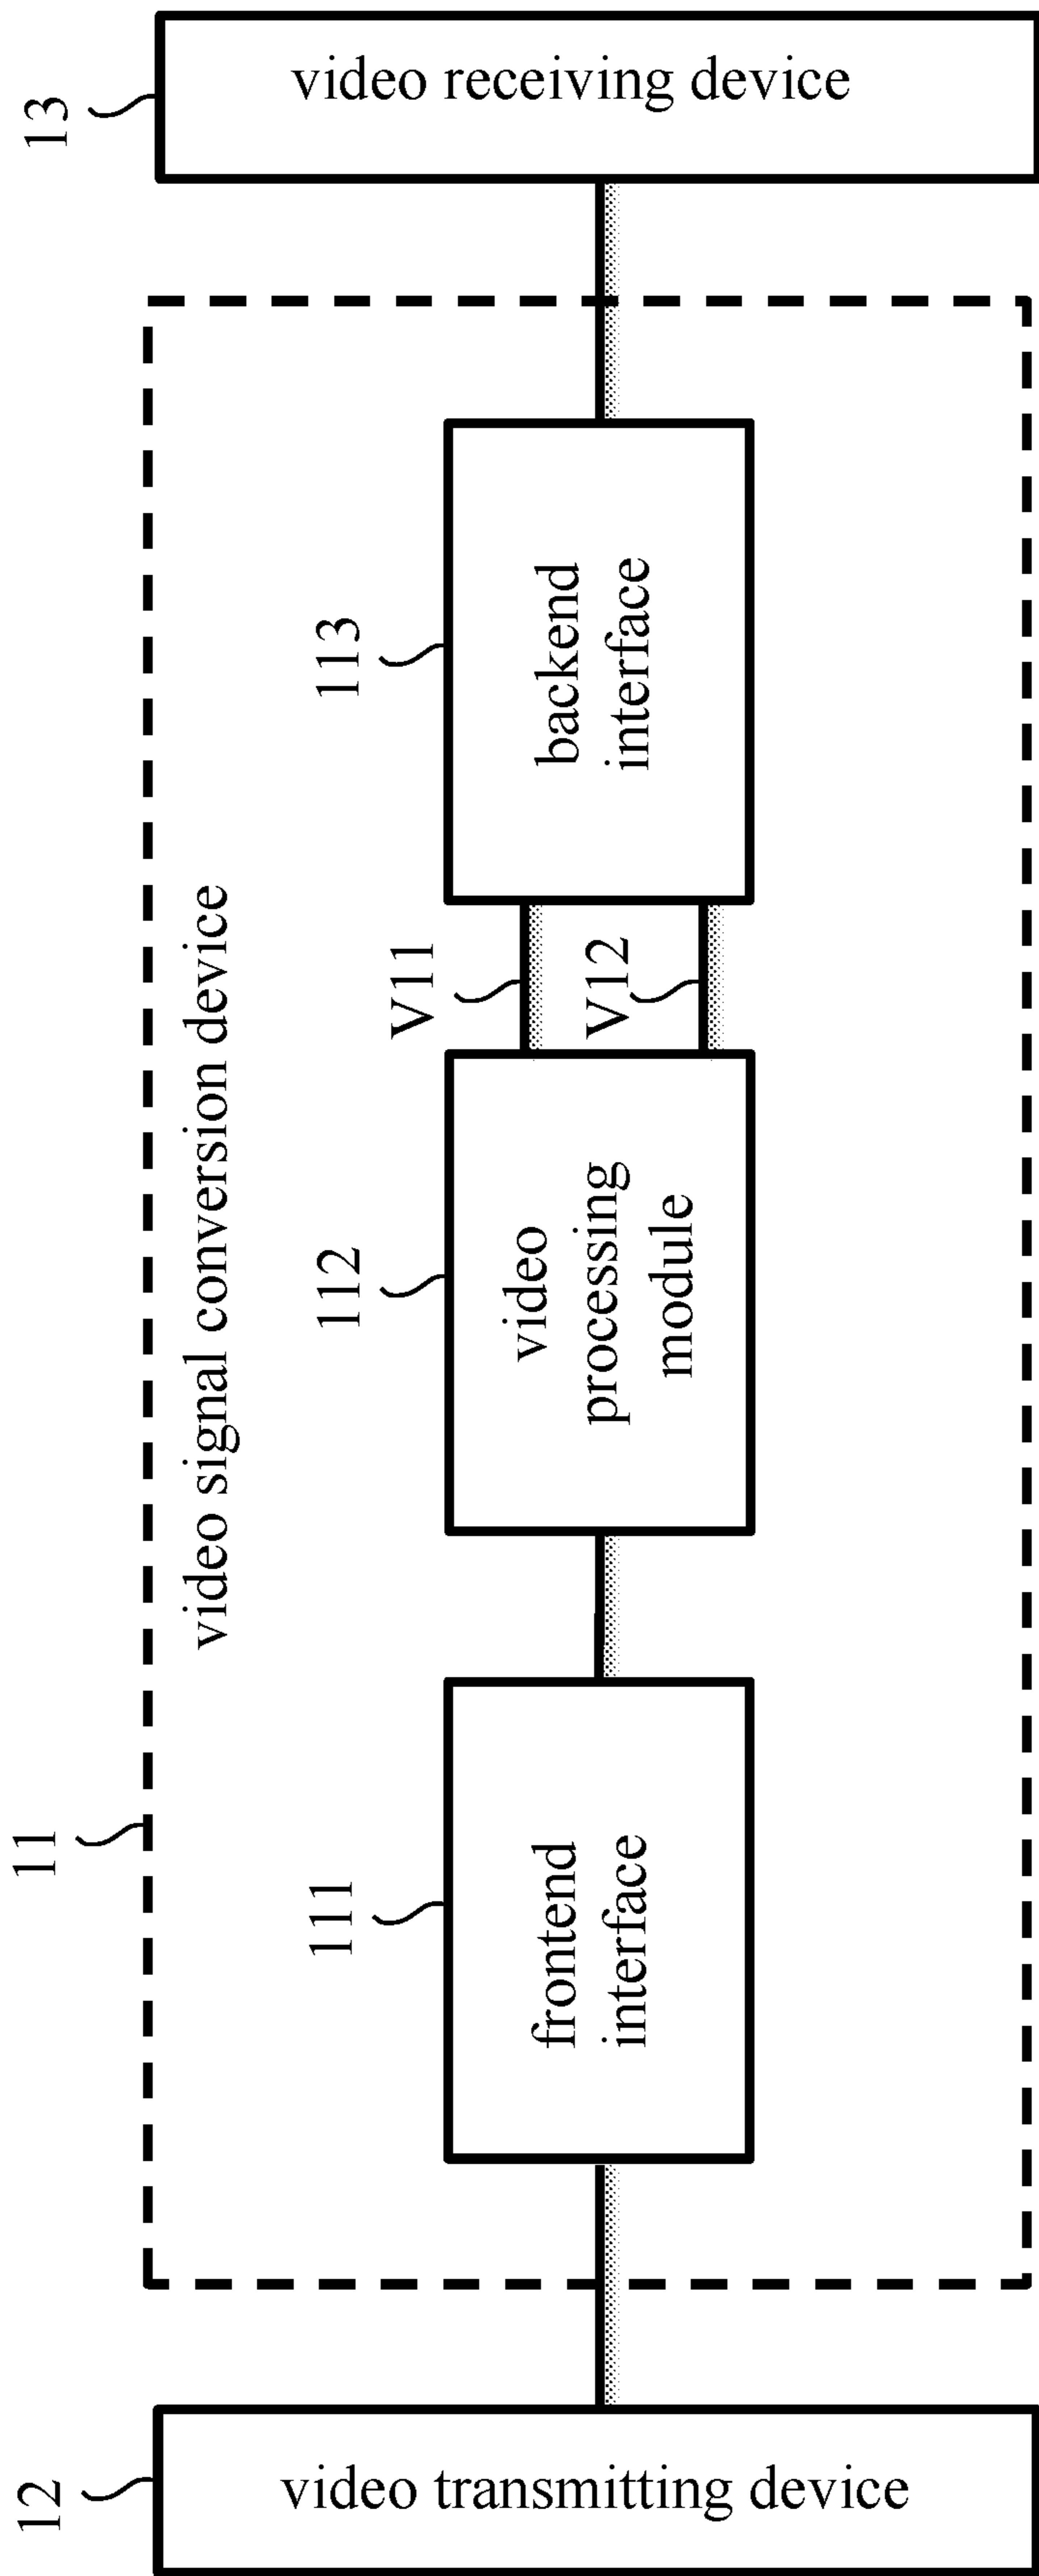 13
video receiving device
11
video signal conversion device
113
backend
interface
V11
V12
112
video
processing
module
111
frontend
interface
12
video transmitting device